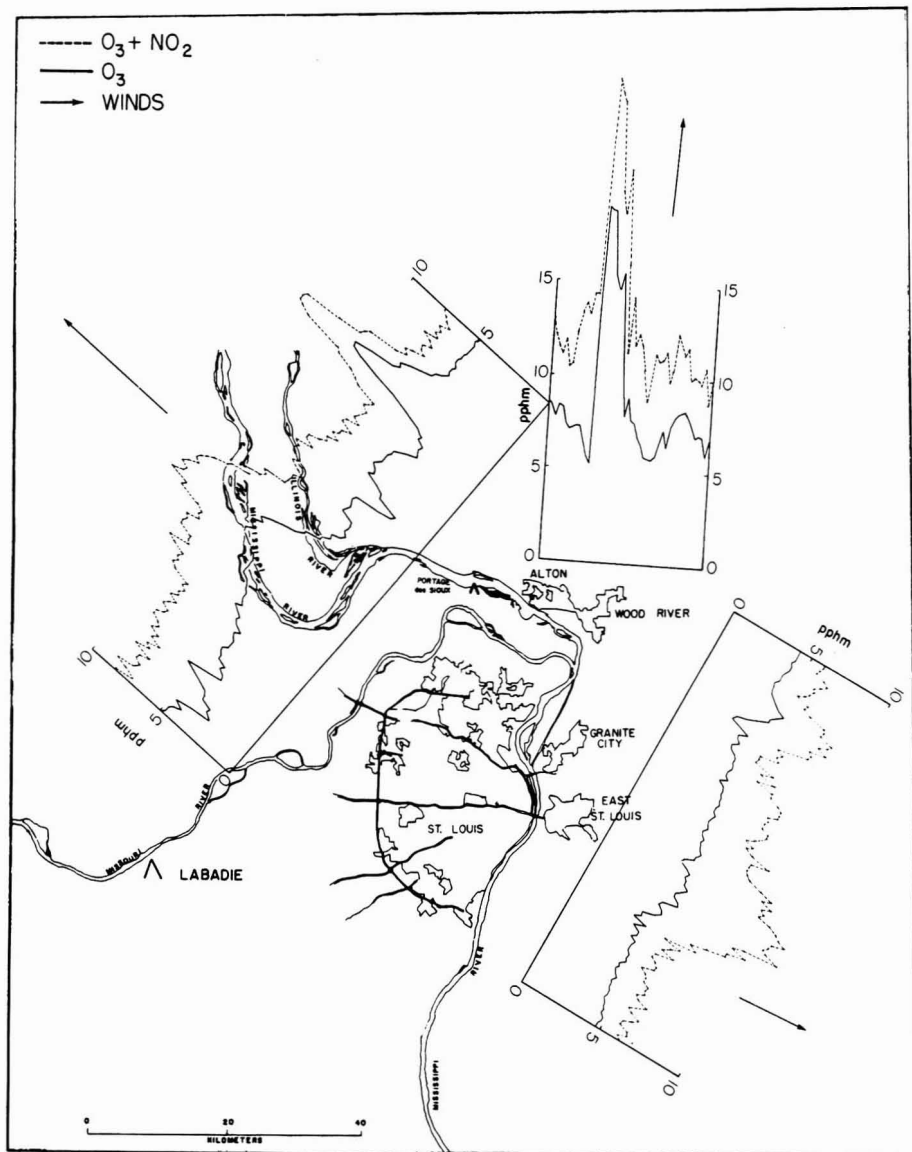 O3 + NO2
O3
WINDS
10
5
15
10
pphm
5
0
15
10
5
0
ILLINOIS
RIVER
MISSISSIPPI
RIVER
PORTAGE
des SIOUX
ALTON
WOOD RIVER
0
pphm
5
10
10
5
pphm
0
GRANITE
CITY
EAST
ST. LOUIS
ST. LOUIS
MISSOURI
RIVER
LABADIE
RIVER
MISSISSIPPI
0
5
10
0
20
40
KILOMETERS